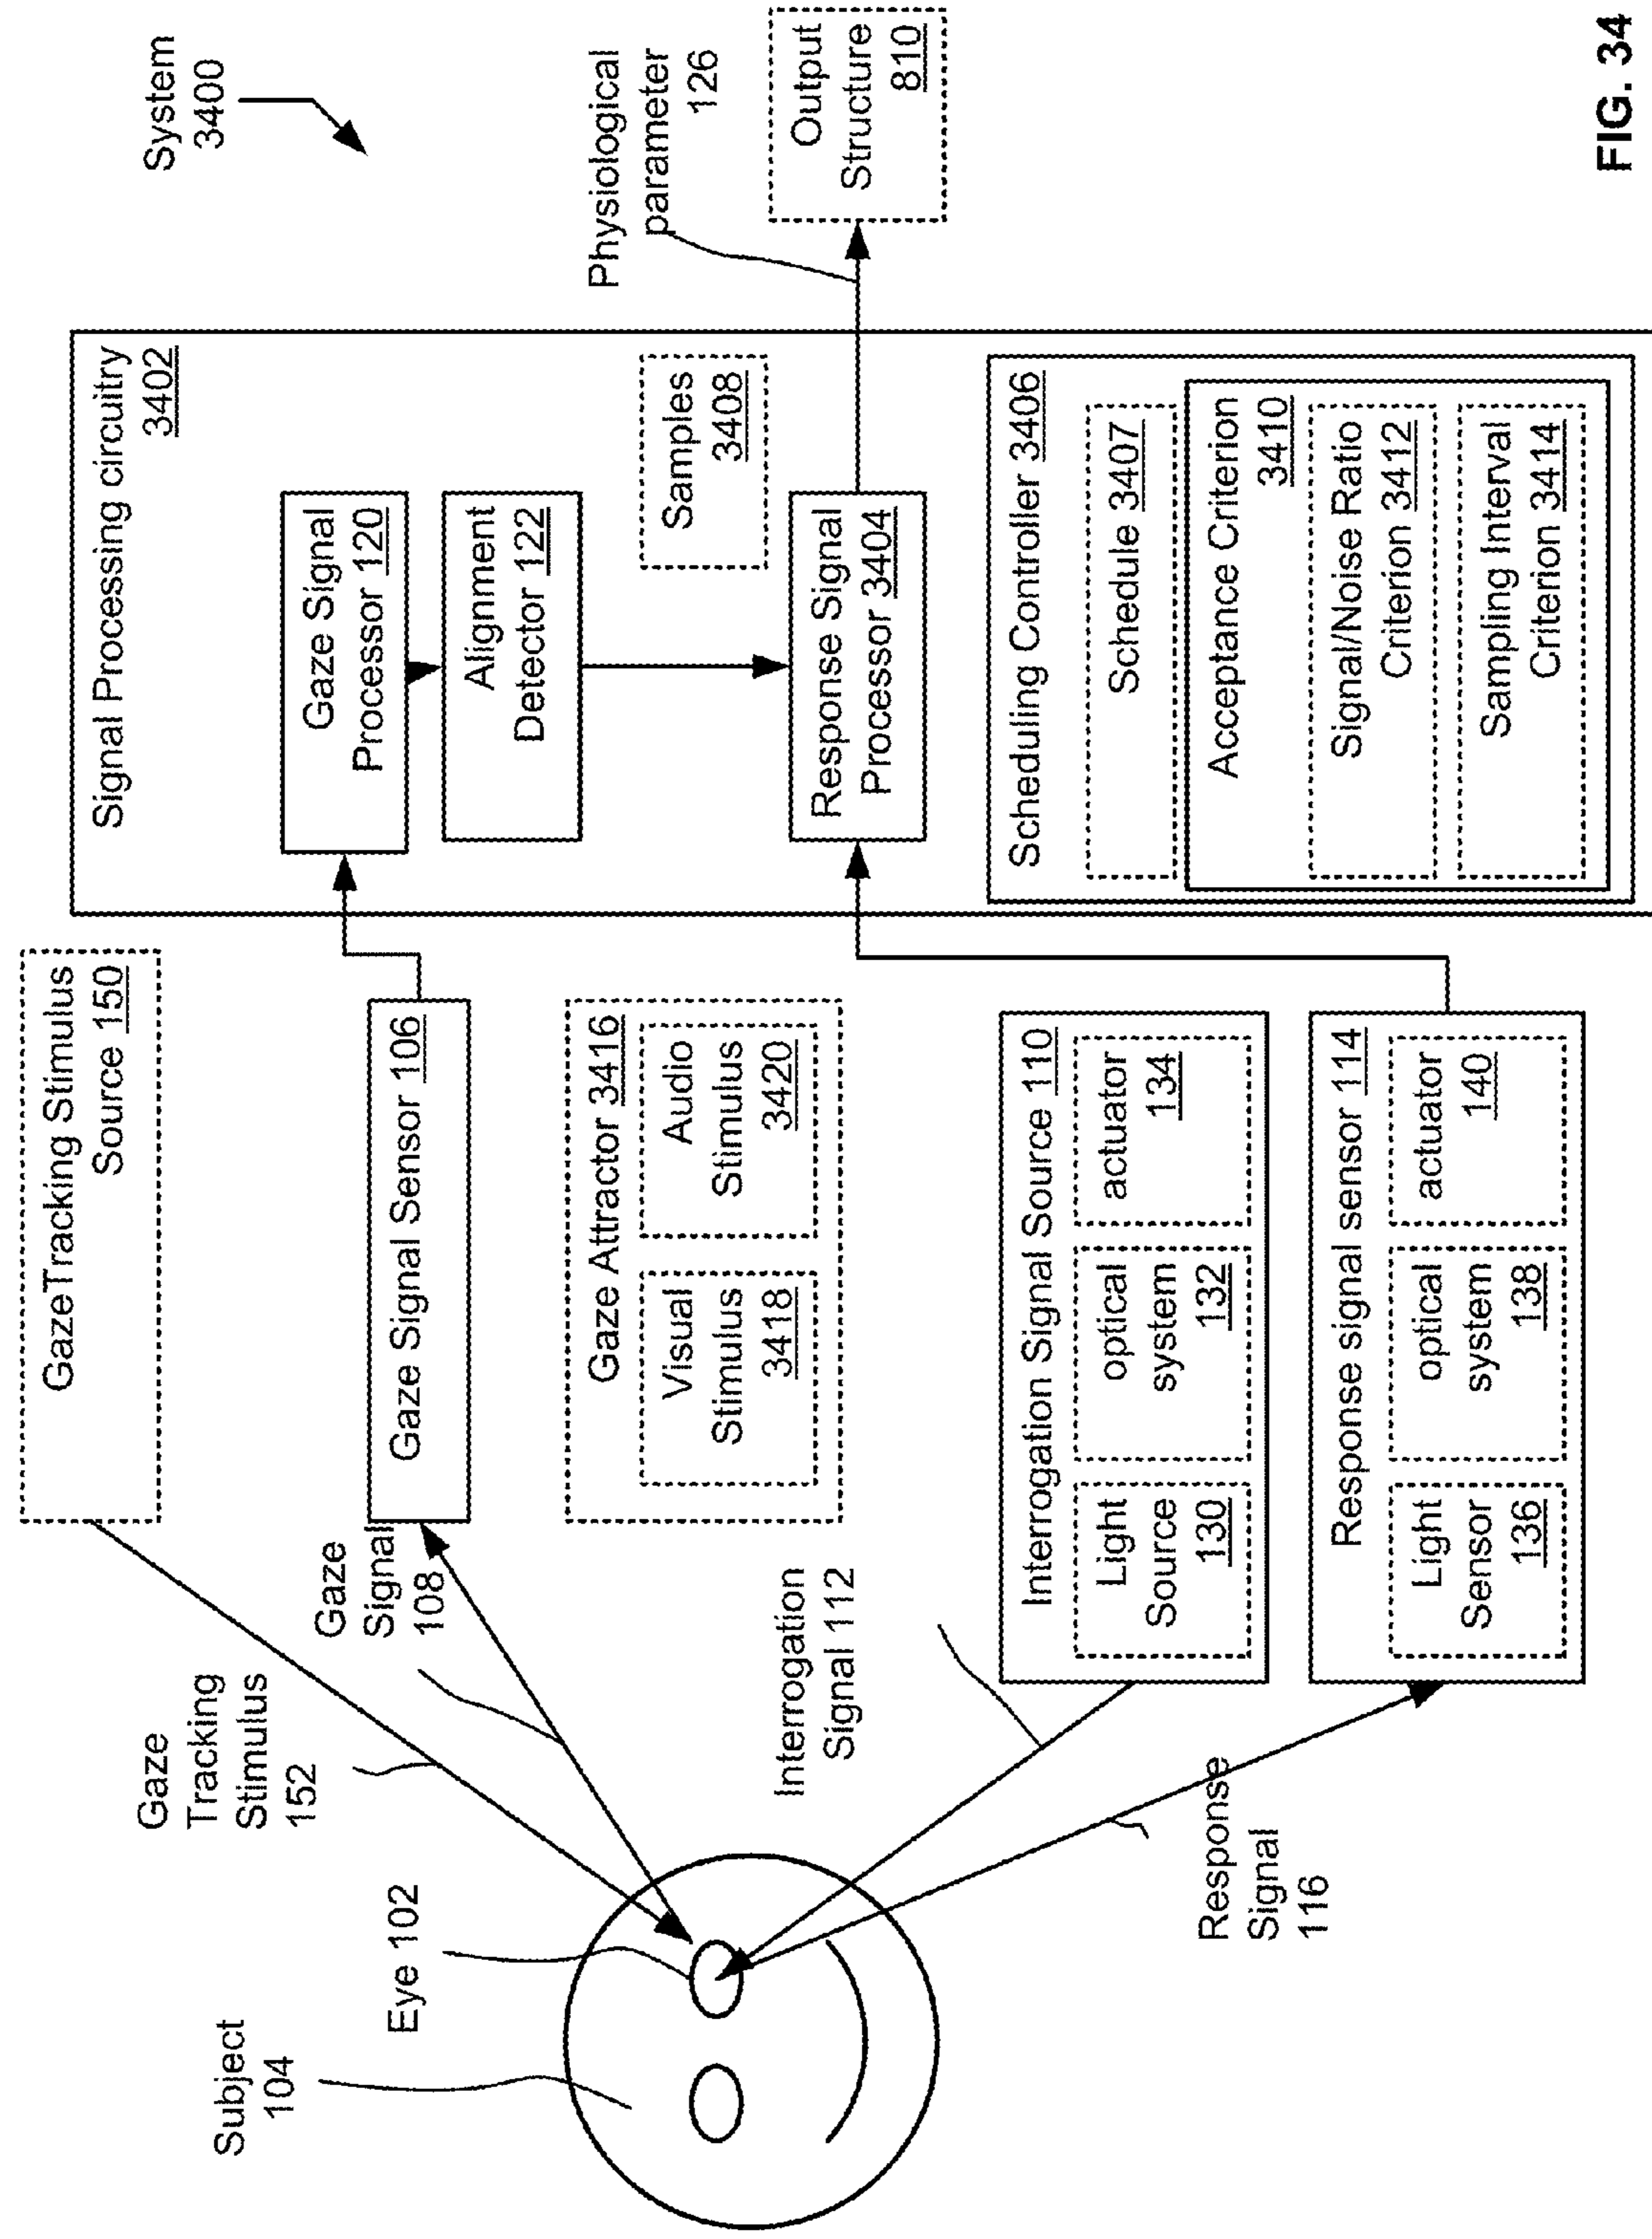 System
3400
Subject
104
Eye 102
Gaze
Tracking
Stimulus
152
Gaze
Signal
108
Interrogation
Signal 112
Response
Signal
116
GazeTracking Stimulus
Source 150
Gaze Signal Sensor 106
Gaze Attractor 3416
Visual
Stimulus
3418
Audio
Stimulus
3420
Interrogation Signal Source 110
Light
Source
130
optical
system
132
actuator
134
Response signal sensor 114
Light
Sensor
136
optical
system
138
actuator
140
Signal Processing circuitry
3402
Gaze Signal
Processor 120
Alignment
Detector 122
Samples
3408
Response Signal
Processor 3404
Scheduling Controller 3406
Schedule 3407
Acceptance Criterion
3410
Signal/Noise Ratio
Criterion 3412
Sampling Interval
Criterion 3414
Physiological
parameter
126
Output
Structure
810
FIG. 34